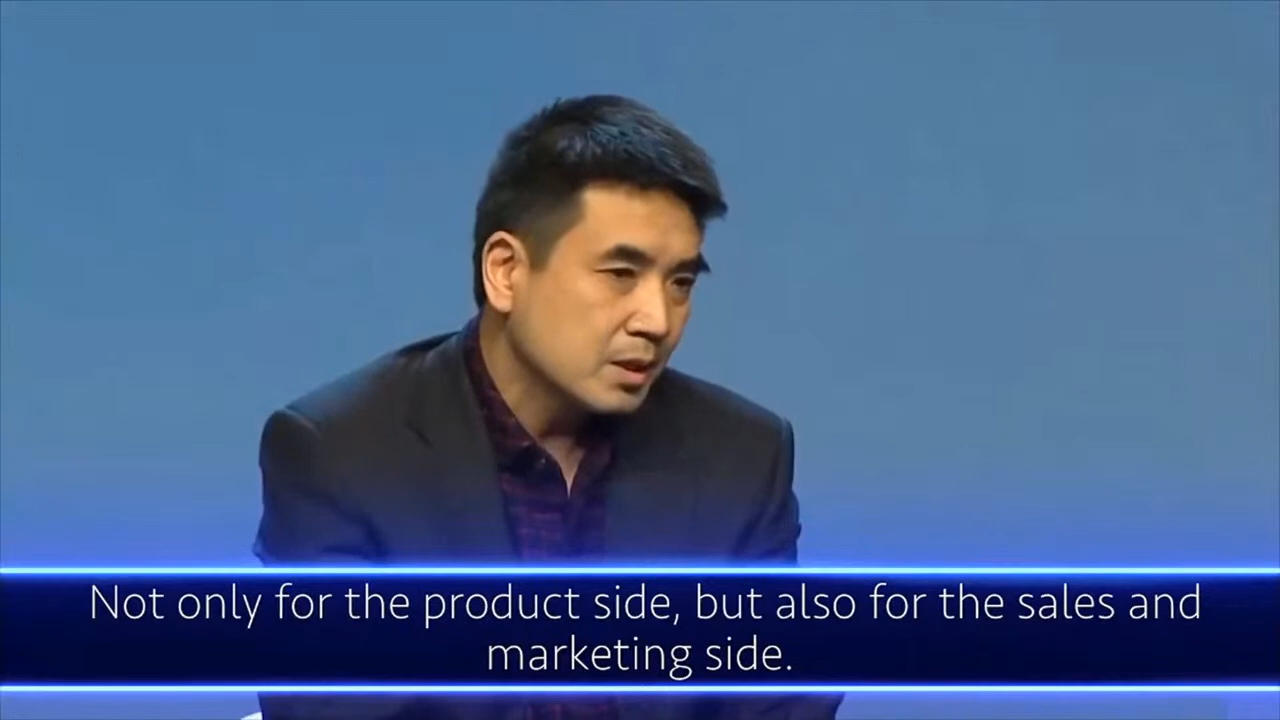 Not only for the product side, but also for the sales and
marketing side.